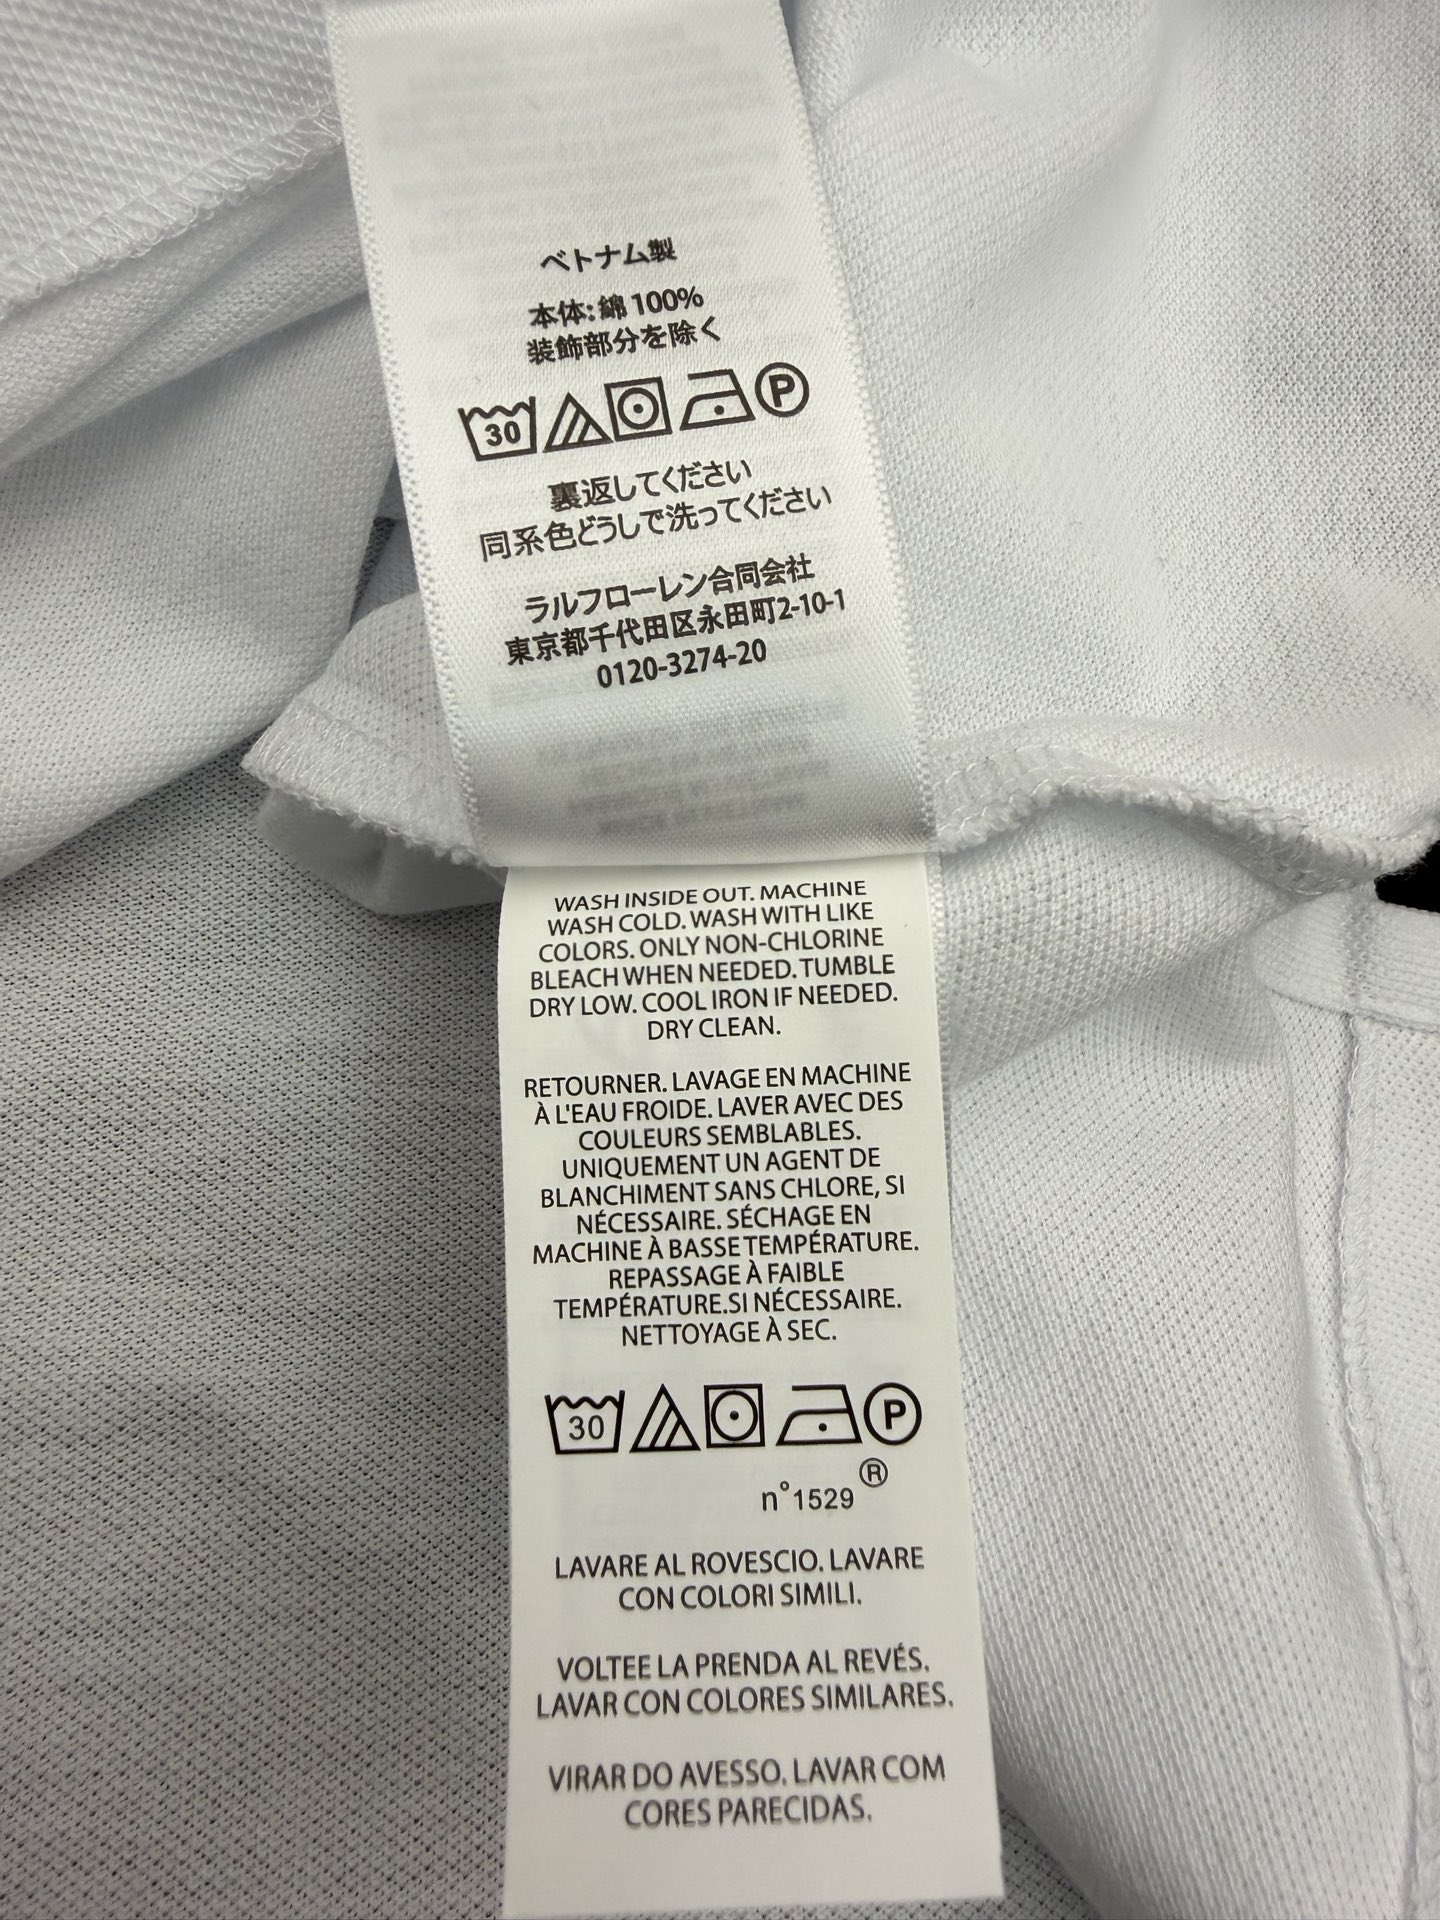 ベトナム製
本体:綿100%
装飾部分を除く
30 P
裏返してください
同系色どうしで洗ってください
ラルフローレン合同会社
東京都千代田区永田町2-10-1
0120-3274-20
WASH INSIDE OUT. MACHINE
WASH COLD. WASH WITH LIKE
COLORS. ONLY NON-CHLORINE
BLEACH WHEN NEEDED. TUMBLE
DRY LOW. COOL IRON IF NEEDED.
DRY CLEAN.
RETOURNER. LAVAGE EN MACHINE
À L'EAU FROIDE. LAVER AVEC DES
COULEURS SEMBLABLES.
UNIQUEMENT UN AGENT DE
BLANCHIMENT SANS CHLORE, SI
NÉCESSAIRE. SÉCHAGE EN
MACHINE À BASSE TEMPÉRATURE.
REPASSAGE À FAIBLE
TEMPÉRATURE.SI NÉCESSAIRE.
NETTOYAGE À SEC.
30 P
n°1529 ®
LAVARE AL ROVESCIO. LAVARE
CON COLORI SIMILI.
VOLTEE LA PRENDA AL REVÉS.
LAVAR CON COLORES SIMILARES.
VIRAR DO AVESSO. LAVAR COM
CORES PARECIDAS.